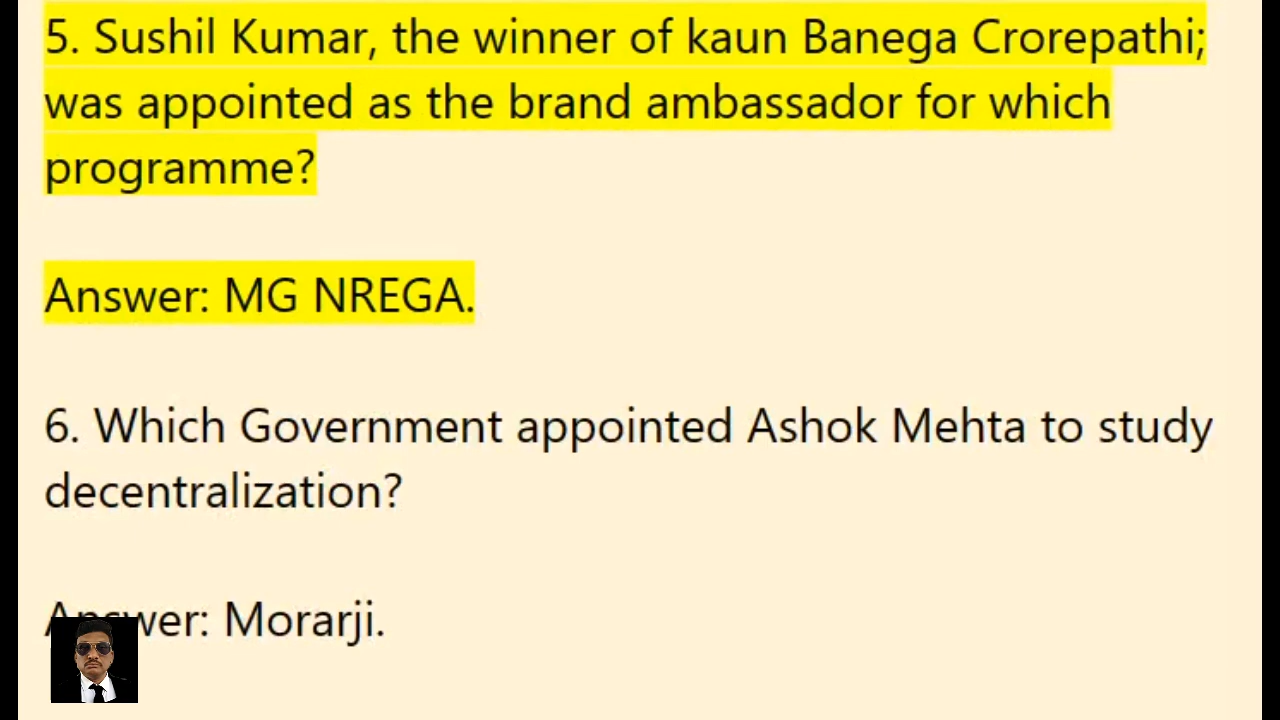 5. Sushil Kumar, the winner of kaun Banega Crorepathi;
was appointed as the brand ambassador for which
programme?
Answer: MG NREGA.
6. Which Government appointed Ashok Mehta to study
decentralization?
Answer: Morarji.